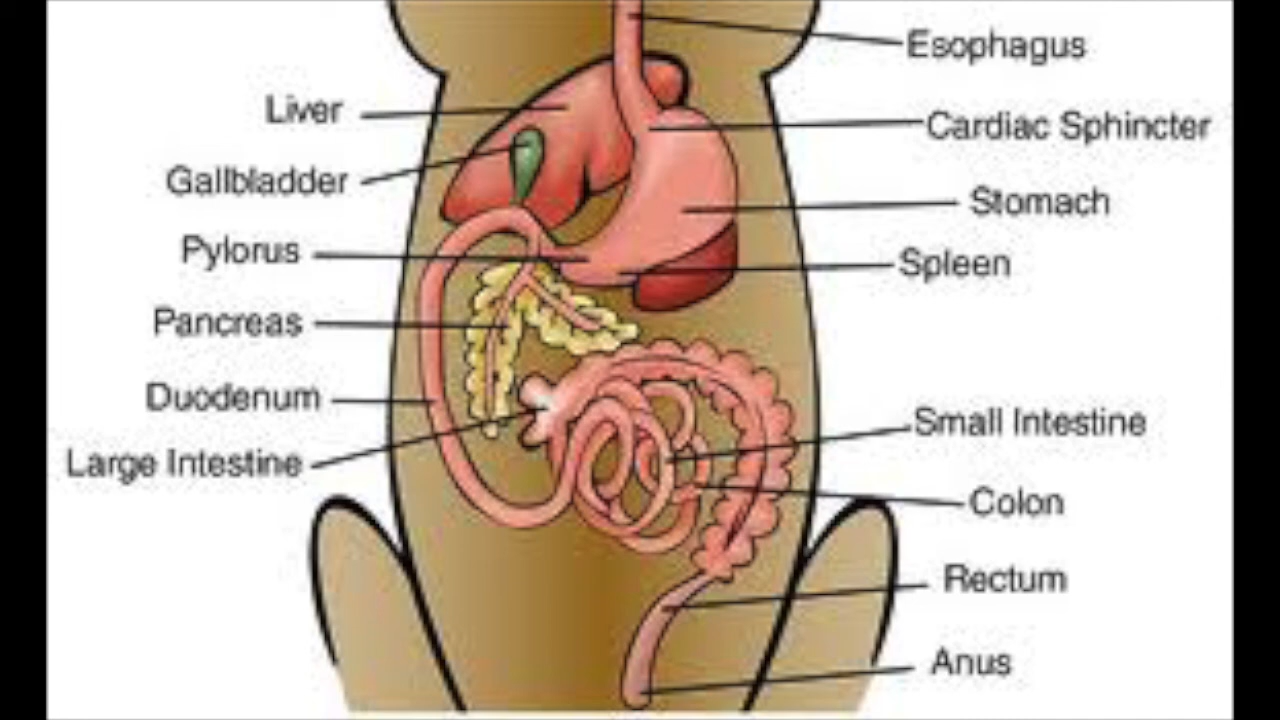 Esophagus
Liver
Cardiac Sphincter
Gallbladder
Stomach
Pylorus
Spleen
Pancreas
Duodenum
Small Intestine
Large Intestine
Colon
Rectum
Anus